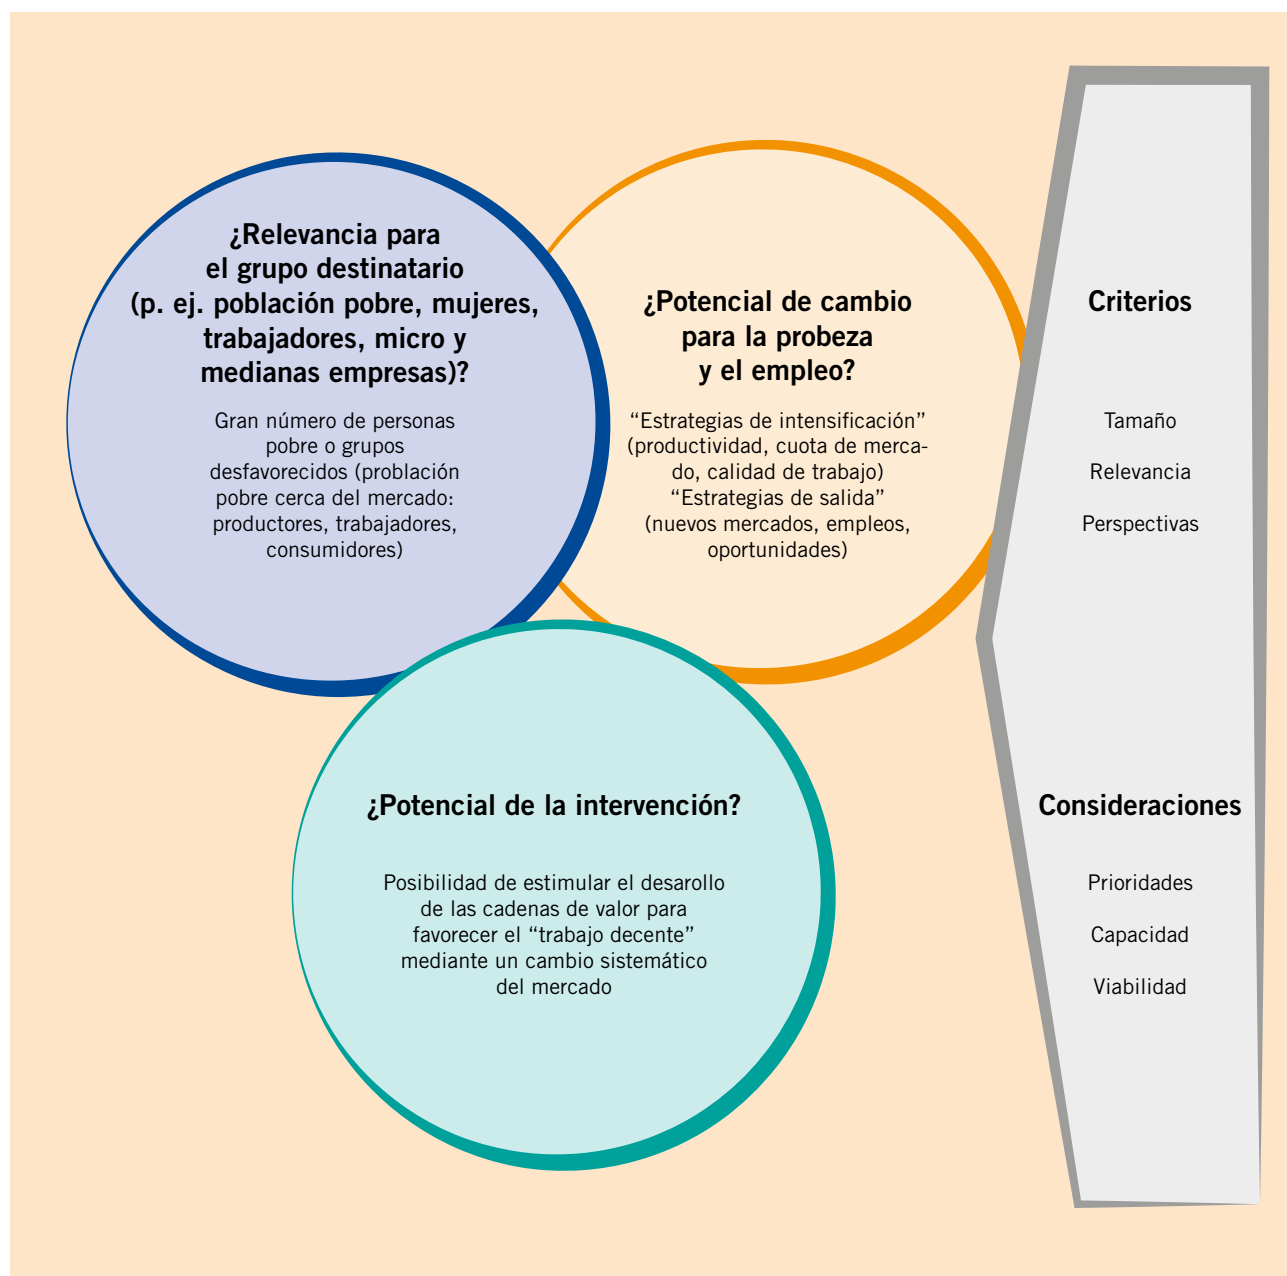 ¿Relevancia para
el grupo destinatario
(p. ej. población pobre, mujeres,
trabajadores, micro y
medianas empresas)?
Gran número de personas
pobre o grupos
desfavorecidos (problación
pobre cerca del mercado:
productores, trabajadores,
consumidores)
¿Potencial de cambio
para la probeza
y el empleo?
“Estrategias de intensificación”
(productividad, cuota de merca-
do, calidad de trabajo)
“Estrategias de salida”
(nuevos mercados, empleos,
oportunidades)
¿Potencial de la intervención?
Posibilidad de estimular el desarollo
de las cadenas de valor para
favorecer el “trabajo decente”
mediante un cambio sistemático
del mercado
Criterios
Tamaño
Relevancia
Perspectivas
Consideraciones
Prioridades
Capacidad
Viabilidad